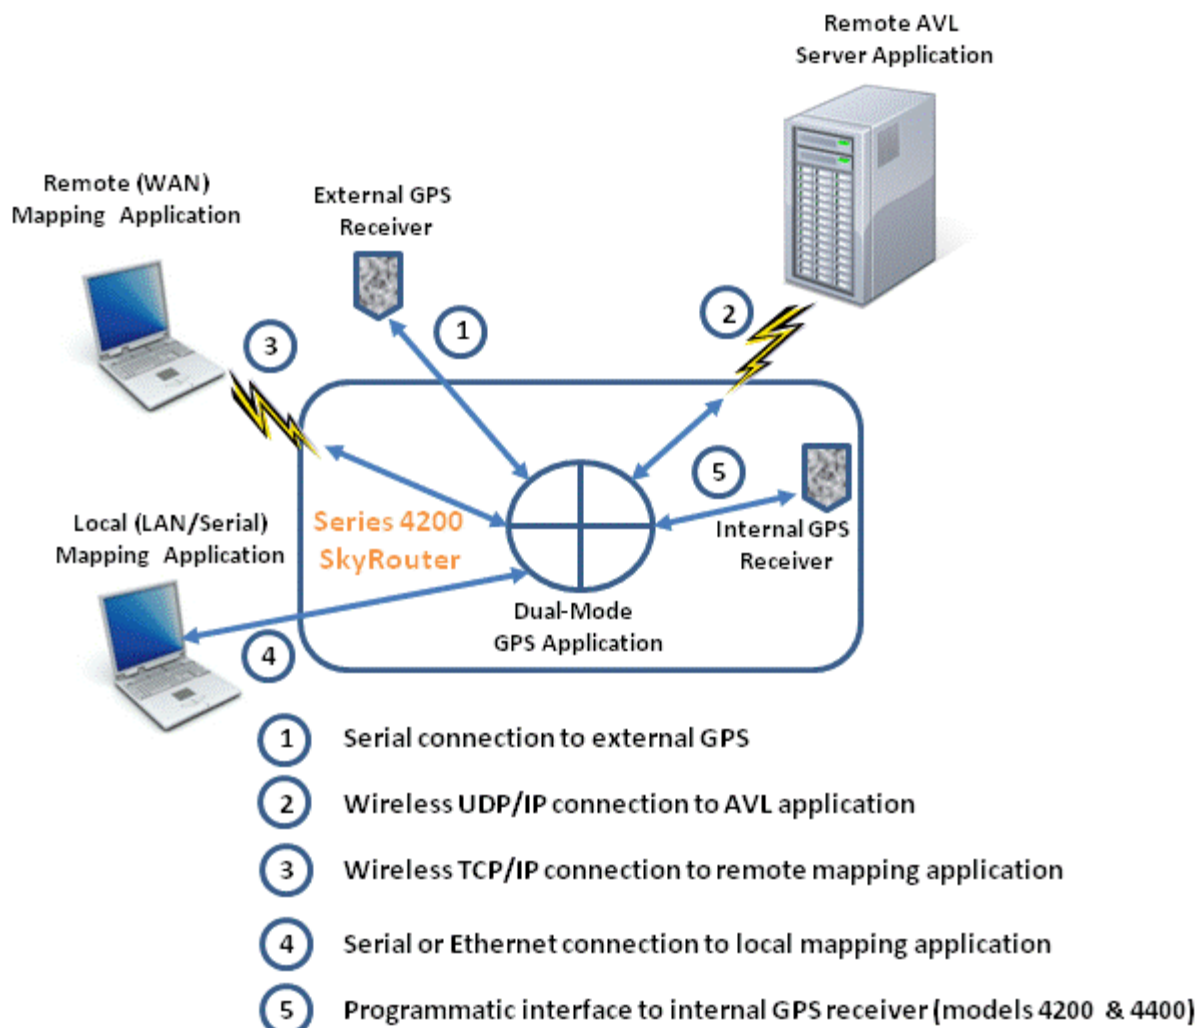 Remote AVL
Server Application
Remote (WAN)
Mapping Application
External GPS
Receiver
1
2
3
5
Internal GPS
Receiver
Series 4200
SkyRouter
Local (LAN/Serial)
Mapping Application
Dual-Mode
GPS Application
4
1 Serial connection to external GPS
2 Wireless UDP/IP connection to AVL application
3 Wireless TCP/IP connection to remote mapping application
4 Serial or Ethernet connection to local mapping application
5 Programmatic interface to internal GPS receiver (models 4200 & 4400)